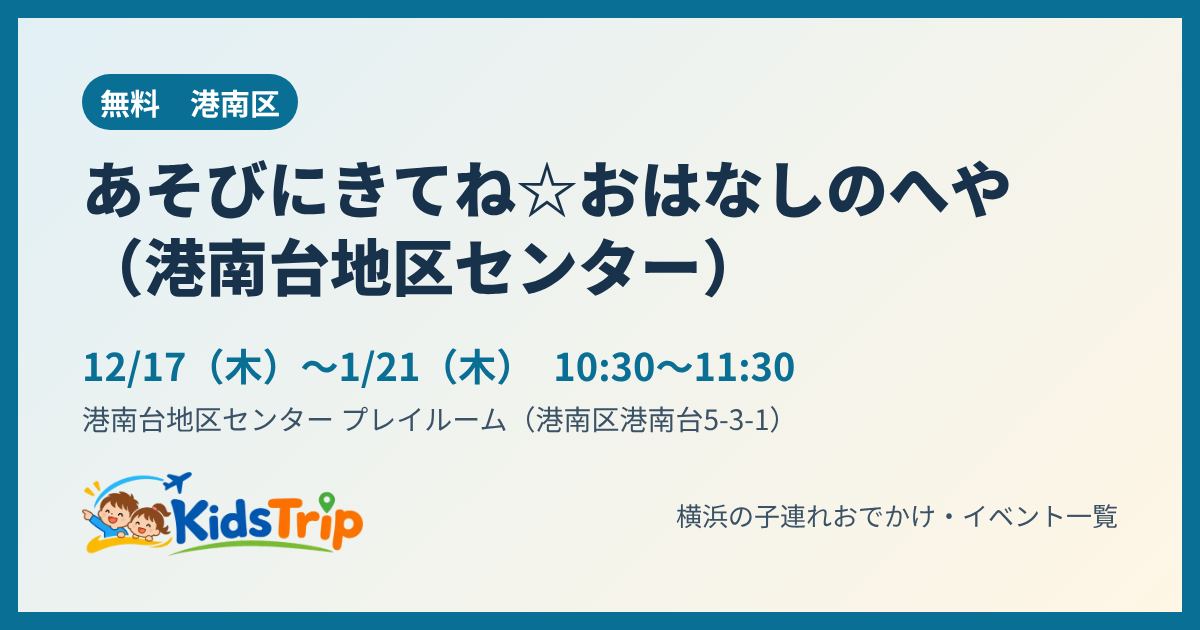 無料　港南区
あそびにきてね☆おはなしのへや
（港南台地区センター）
12/17（木）～1/21（木）　10:30～11:30
港南台地区センター プレイルーム（港南区港南台5-3-1）
KidsTrip
横浜の子連れおでかけ・イベント一覧